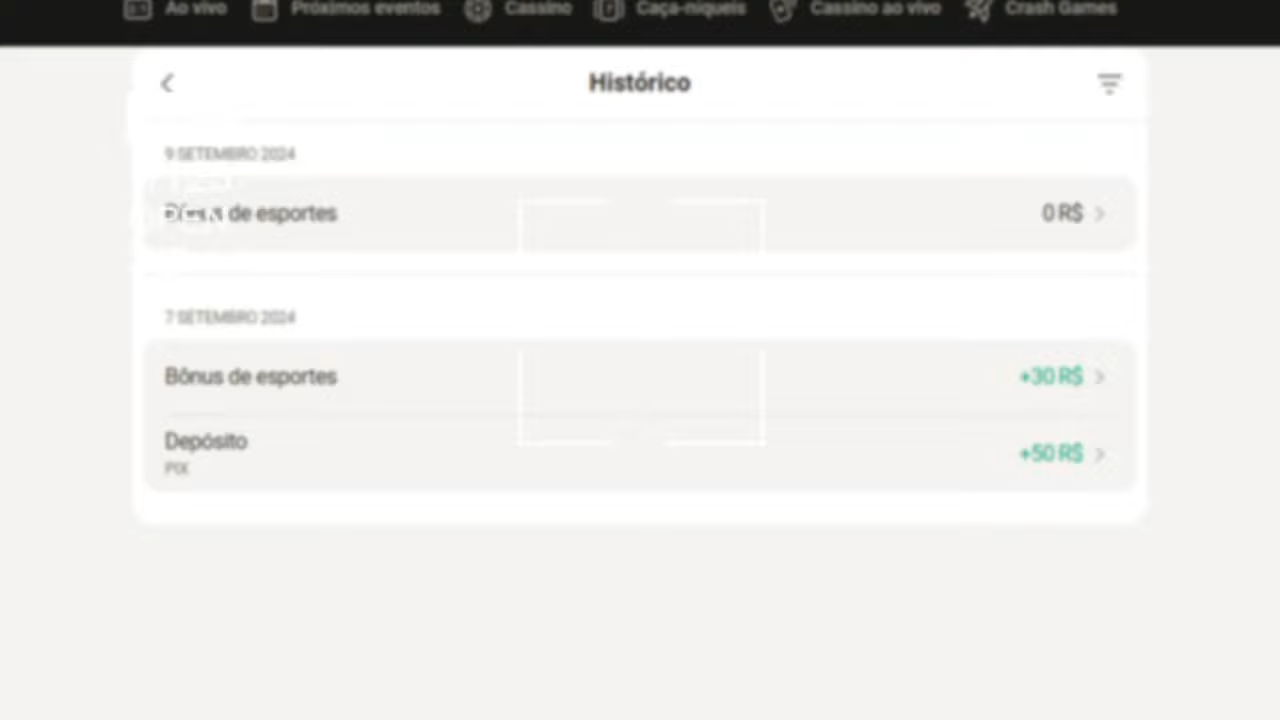 Ao vivo Próximos eventos Cassino Caça-níqueis Cassino ao vivo Crash Games
Histórico
9 SETEMBRO 2024
Bônus de esportes 0 R$
7 SETEMBRO 2024
Bônus de esportes +30 R$
Depósito +50 R$
PIX